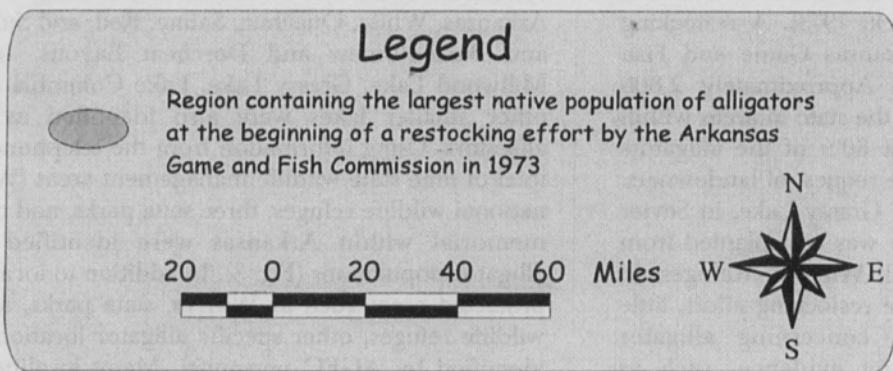 Legend
Region containing the largest native population of alligators
at the beginning of a restocking effort by the Arkansas
Game and Fish Commission in 1973
N
20 0 20 40 60 Miles W E
S